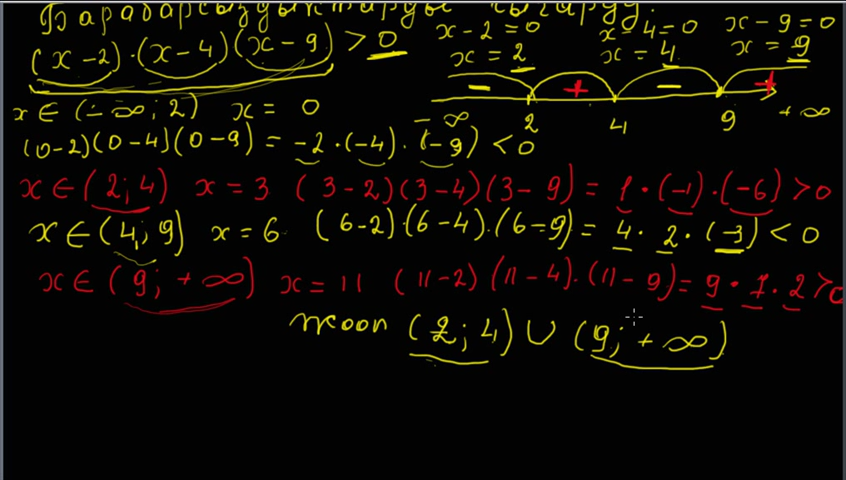 Барабарсыздыктарды чыгаруу.
(x-2)·(x-4)(x-9)>0
x-2=0 x-4=0 x-9=0
x=2 x=4 x=9
- + - +
-∞ 2 4 9 +∞
x∈(-∞;2) x=0
(0-2)(0-4)(0-9)=-2·(-4)·(-9)<0
x∈(2;4) x=3 (3-2)(3-4)(3-9)=1·(-1)·(-6)>0
x∈(4;9) x=6 (6-2)·(6-4)·(6-9)=4·2·(-3)<0
x∈(9;+∞) x=11 (11-2)(11-4)·(11-9)=9·7·2>0
жооп (2;4)∪(9;+∞)